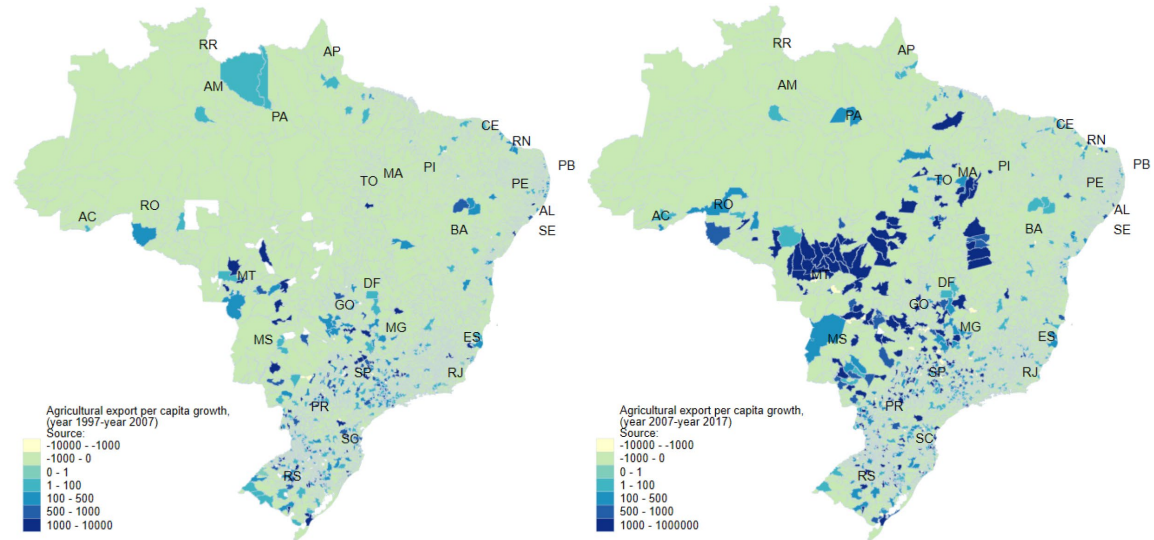 RR
AP
AM
PA
CE
RN
PB
PI
MA
TO
PE
AL
SE
RO
AC
BA
MT
DF
GO
MG
ES
MS
SP
RJ
PR
SC
RS
Agricultural export per capita growth,
(year 1997-year 2007)
Source:
-10000 - -1000
-1000 - 0
0 - 1
1 - 100
100 - 500
500 - 1000
1000 - 10000
RR
AP
AM
PA
CE
RN
PB
PI
MA
TO
PE
AL
SE
RO
AC
BA
MT
DF
GO
MG
ES
MS
SP
RJ
PR
SC
RS
Agricultural export per capita growth,
(year 2007-year 2017)
Source:
-10000 - -1000
-1000 - 0
0 - 1
1 - 100
100 - 500
500 - 1000
1000 - 1000000